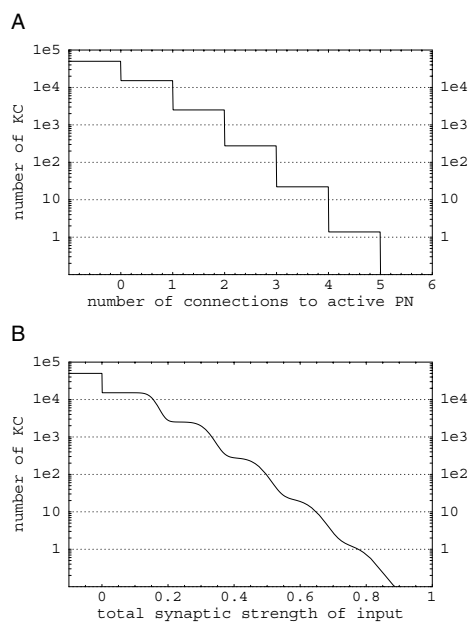 A
1e5
1e4 1e4
1e3 1e3
1e2 1e2
10 10
1 1
number of KC
0 1 2 3 4 5 6
number of connections to active PN
B
1e5
1e4 1e4
1e3 1e3
1e2 1e2
10 10
1 1
number of KC
0 0.2 0.4 0.6 0.8 1
total synaptic strength of input